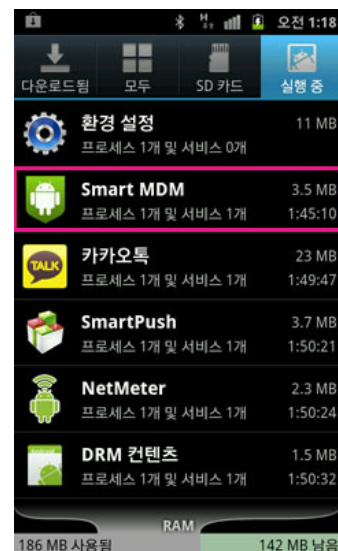 오전 1:18
다운로드됨 모두 SD 카드 실행 중
환경 설정 11 MB
프로세스 1개 및 서비스 0개
Smart MDM 3.5 MB
프로세스 1개 및 서비스 1개 1:45:10
TALK
카카오톡 23 MB
프로세스 1개 및 서비스 1개 1:49:47
SmartPush 3.7 MB
프로세스 1개 및 서비스 1개 1:50:21
NetMeter 2.3 MB
프로세스 1개 및 서비스 1개 1:50:24
DRM 컨텐츠 1.5 MB
프로세스 1개 및 서비스 1개 1:50:32
RAM
186 MB 사용됨 142 MB 남음